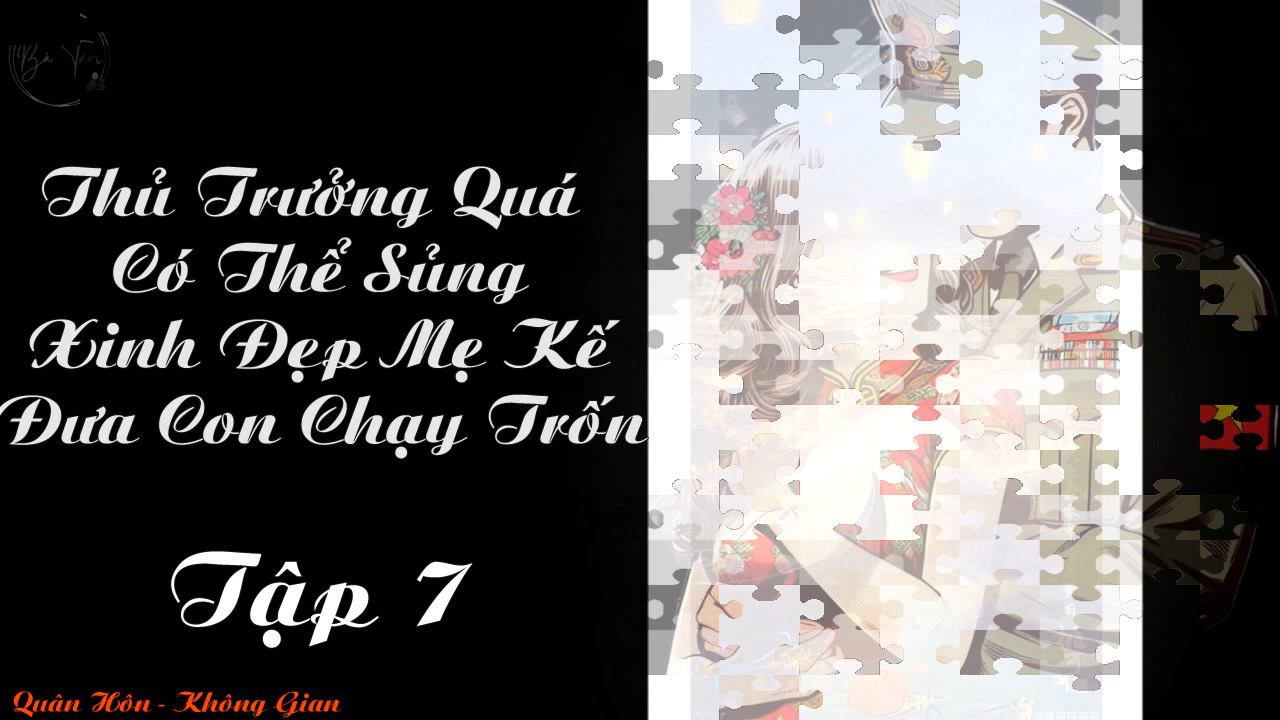 Thủ Trưởng Quá
Có Thể Sủng
Xinh Đẹp Mẹ Kế
Đưa Con Chạy Trốn
Tập 7
Quân Hôn - Không Gian